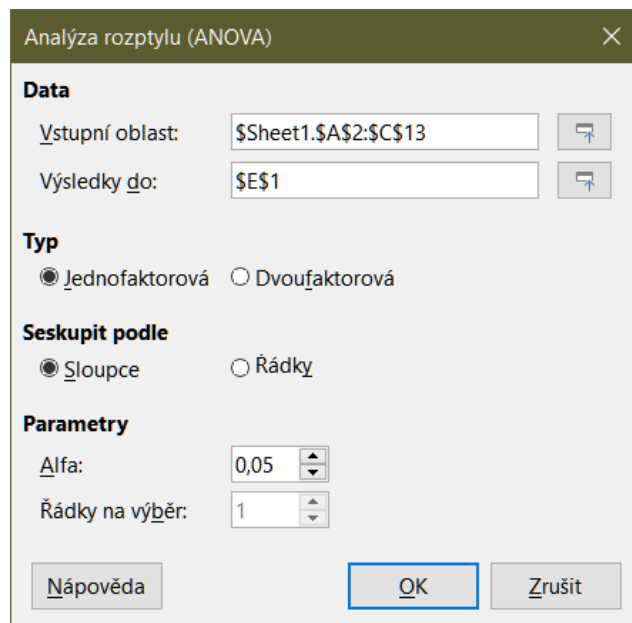 Analýza rozptylu (ANOVA)
Data
Vstupní oblast: $Sheet1.$A$2:$C$13
Výsledky do: $E$1
Typ
Jednofaktorová Dvoufaktorová
Seskupit podle
Sloupce Řádky
Parametry
Alfa: 0,05
Řádky na výběr: 1
Nápověda OK Zrušit